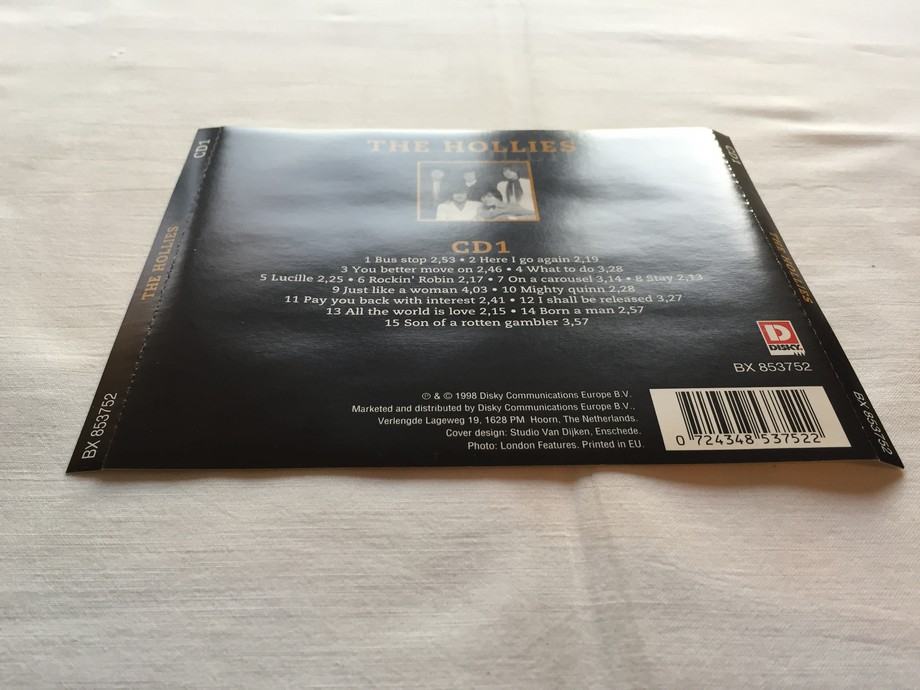 THE HOLLIES
CD1
1 Bus stop 2,53 • 2 Here I go again 2,19
3 You better move on 2,46 • 4 What to do 3,28
5 Lucille 2,25 • 6 Rockin' Robin 2,17 • 7 On a carousel 3,14 • 8 Stay 2,13
9 Just like a woman 4,03 • 10 Mighty quinn 2,28
11 Pay you back with interest 2,41 • 12 I shall be released 3,27
13 All the world is love 2,15 • 14 Born a man 2,57
15 Son of a rotten gambler 3,57
DISKY
BX 853752
℗ & © 1998 Disky Communications Europe B.V.
Marketed and distributed by Disky Communications Europe B.V.,
Verlengde Lageweg 19, 1628 PM Hoorn, The Netherlands.
Cover design: Studio Van Dijken, Enschede.
Photo: London Features. Printed in EU.
0 724348 537522
CD1
THE HOLLIES
BX 853752
CD1
THE HOLLIES
BX 853752